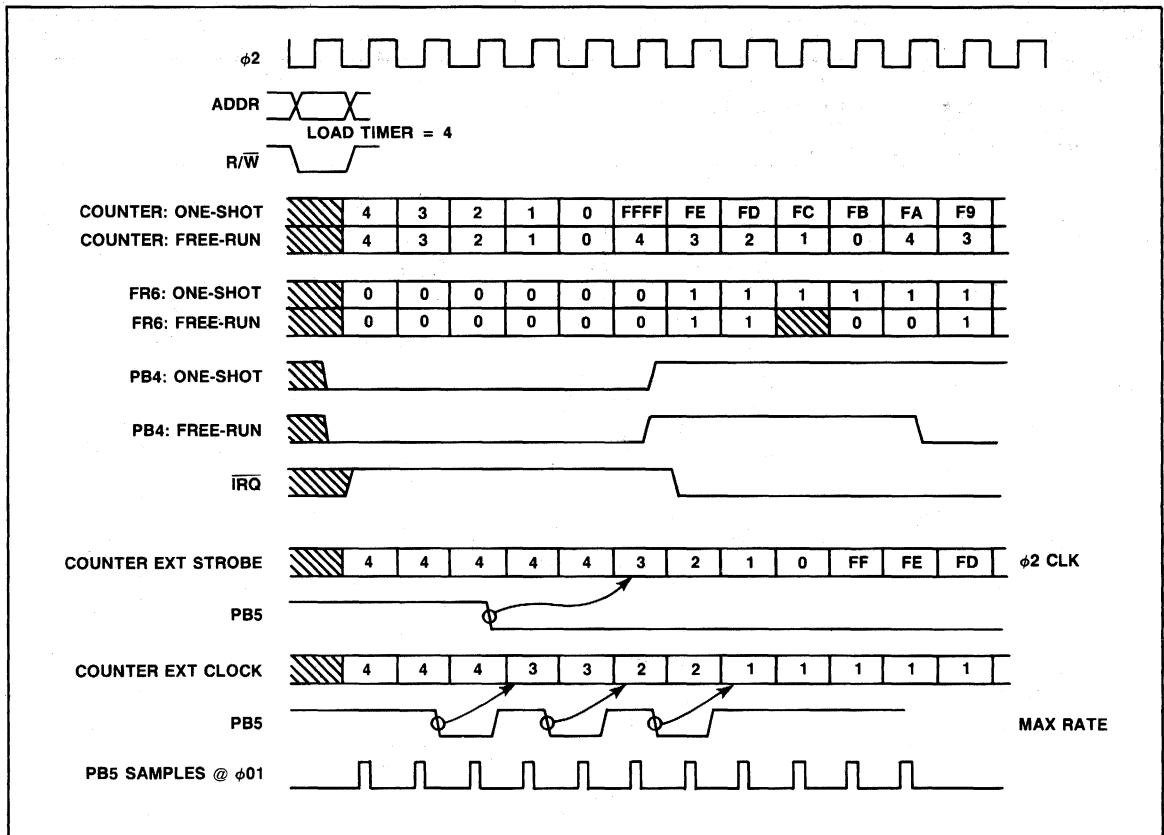 φ2
ADDR
LOAD TIMER = 4
R/W̅
COUNTER: ONE-SHOT 4 3 2 1 0 FFFF FE FD FC FB FA F9
COUNTER: FREE-RUN 4 3 2 1 0 4 3 2 1 0 4 3
FR6: ONE-SHOT 0 0 0 0 0 0 1 1 1 1 1 1
FR6: FREE-RUN 0 0 0 0 0 0 1 1 0 0 1
PB4: ONE-SHOT
PB4: FREE-RUN
I̅R̅Q̅
COUNTER EXT STROBE 4 4 4 4 4 3 2 1 0 FF FE FD φ2 CLK
PB5
COUNTER EXT CLOCK 4 4 4 3 3 2 2 1 1 1 1 1
PB5 MAX RATE
PB5 SAMPLES @ φ01